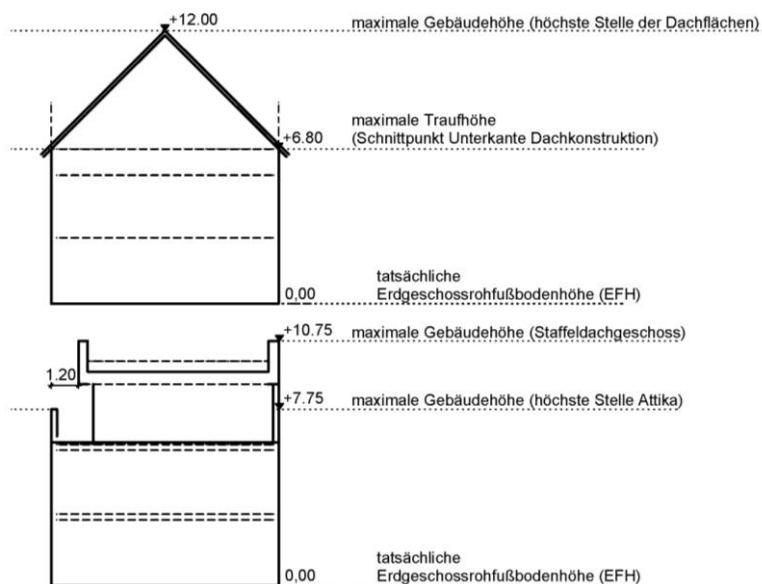 +12.00
maximale Gebäudehöhe (höchste Stelle der Dachflächen)
maximale Traufhöhe
+6.80
(Schnittpunkt Unterkante Dachkonstruktion)
tatsächliche
0,00
Erdgeschossrohfußbodenhöhe (EFH)
+10.75
maximale Gebäudehöhe (Staffeldachgeschoss)
1.20
+7.75
maximale Gebäudehöhe (höchste Stelle Attika)
tatsächliche
0,00
Erdgeschossrohfußbodenhöhe (EFH)